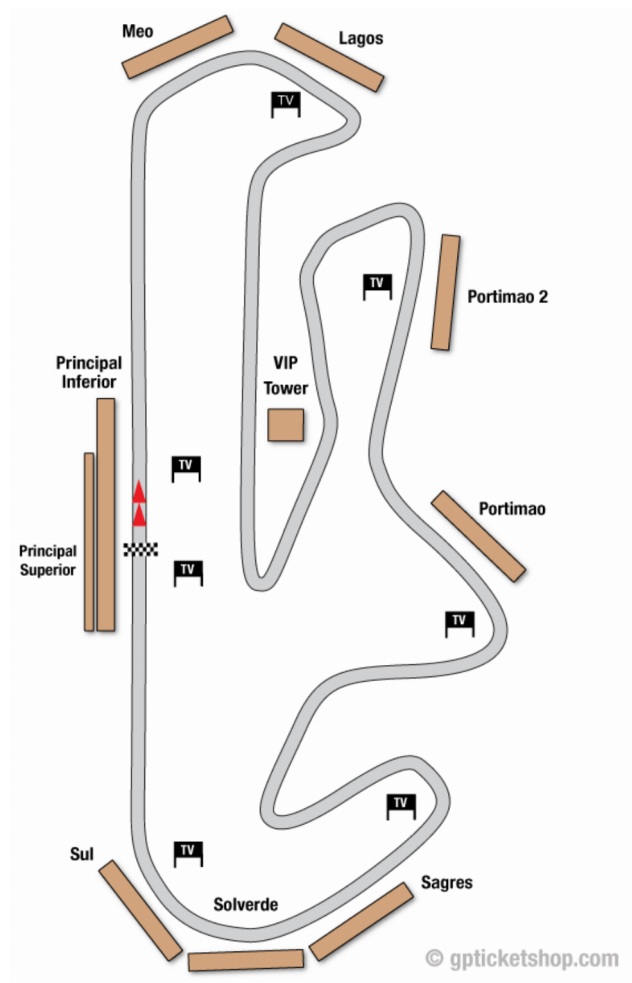 Meo
Lagos
TV
TV
Portimao 2
Principal
Inferior
VIP
Tower
TV
Portimao
Principal
Superior
TV
TV
TV
TV
Sul
Sagres
Solverde
© gpticketshop.com